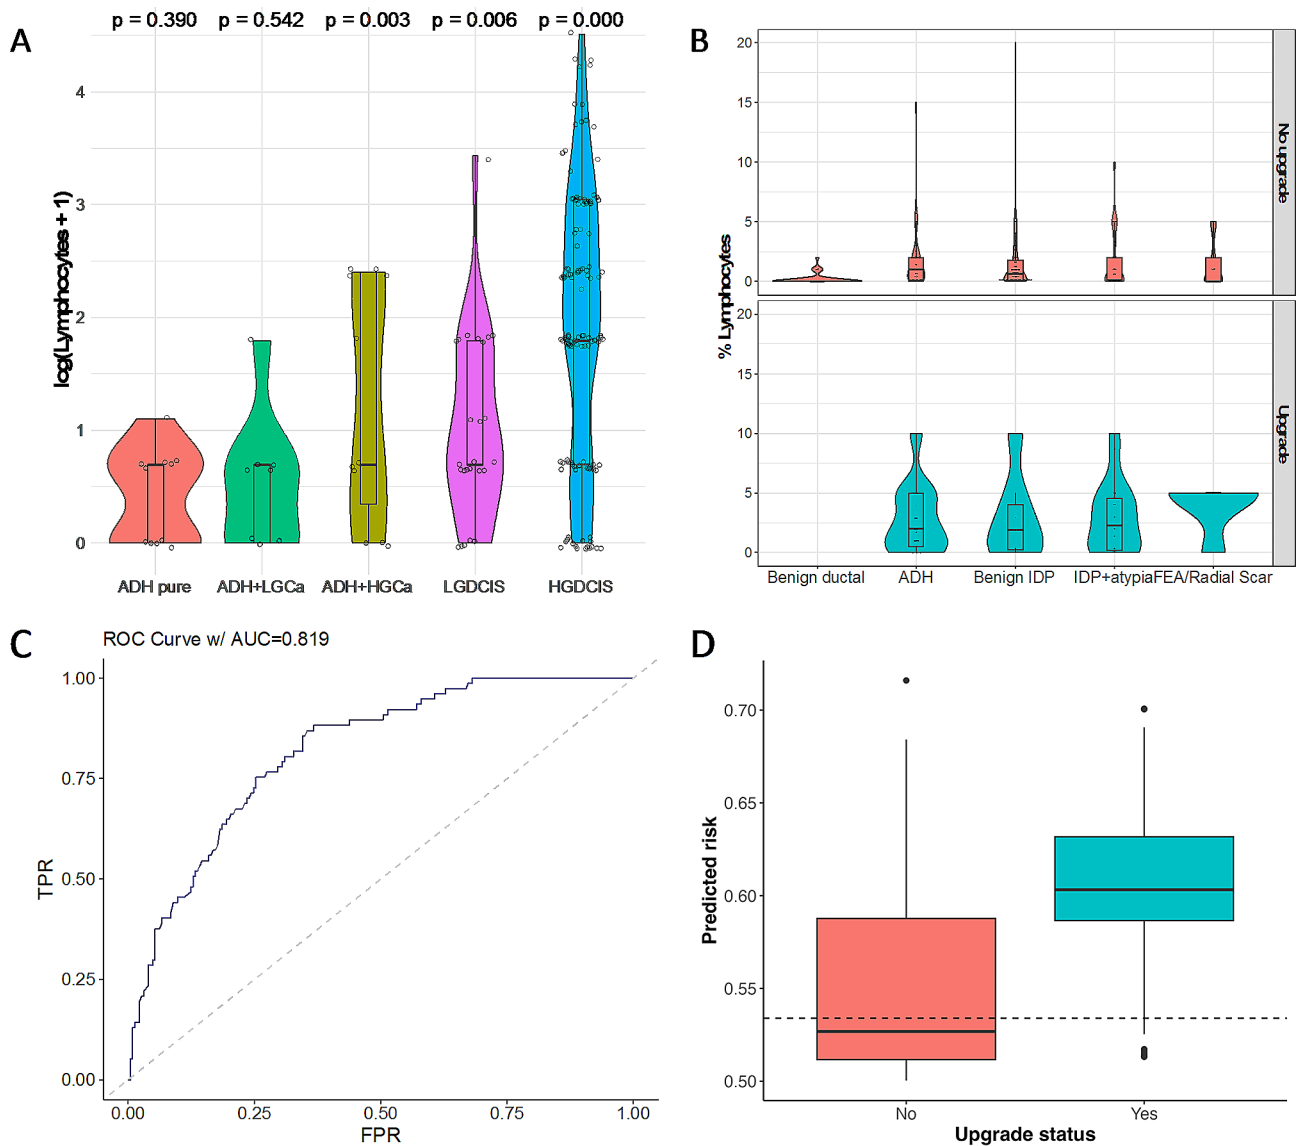 A
p = 0.390 p = 0.542 p = 0.003 p = 0.006 p = 0.000
log(Lymphocytes + 1)
4
3
2
1
0
ADH pure ADH+LGCa ADH+HGCa LGDCIS HGDCIS
B
% Lymphocytes
20
15
10
5
0
No upgrade
20
15
10
5
0
Upgrade
Benign ductal ADH Benign IDP IDP+atypia FEA/Radial Scar
C
ROC Curve w/ AUC=0.819
TPR
1.00
0.75
0.50
0.25
0.00
0.00 0.25 0.50 0.75 1.00
FPR
D
Predicted risk
0.70
0.65
0.60
0.55
0.50
No Yes
Upgrade status